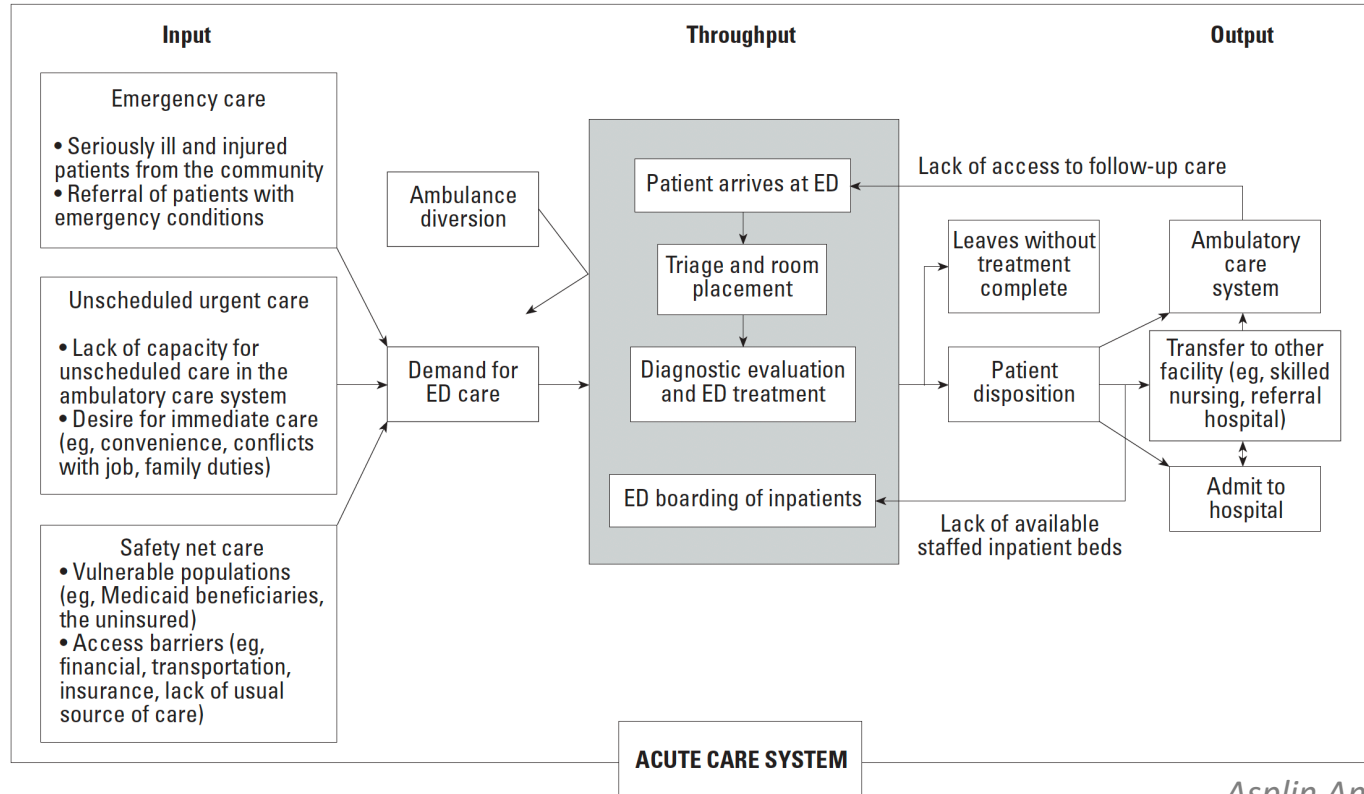 Input
Throughput
Output
Emergency care
• Seriously ill and injured
patients from the community
• Referral of patients with
emergency conditions
Unscheduled urgent care
• Lack of capacity for
unscheduled care in the
ambulatory care system
• Desire for immediate care
(eg, convenience, conflicts
with job, family duties)
Safety net care
• Vulnerable populations
(eg, Medicaid beneficiaries,
the uninsured)
• Access barriers (eg,
financial, transportation,
insurance, lack of usual
source of care)
Ambulance
diversion
Demand for
ED care
Patient arrives at ED
Triage and room
placement
Diagnostic evaluation
and ED treatment
ED boarding of inpatients
Lack of access to follow-up care
Leaves without
treatment
complete
Patient
disposition
Lack of available
staffed inpatient beds
Ambulatory
care
system
Transfer to other
facility (eg, skilled
nursing, referral
hospital)
Admit to
hospital
ACUTE CARE SYSTEM